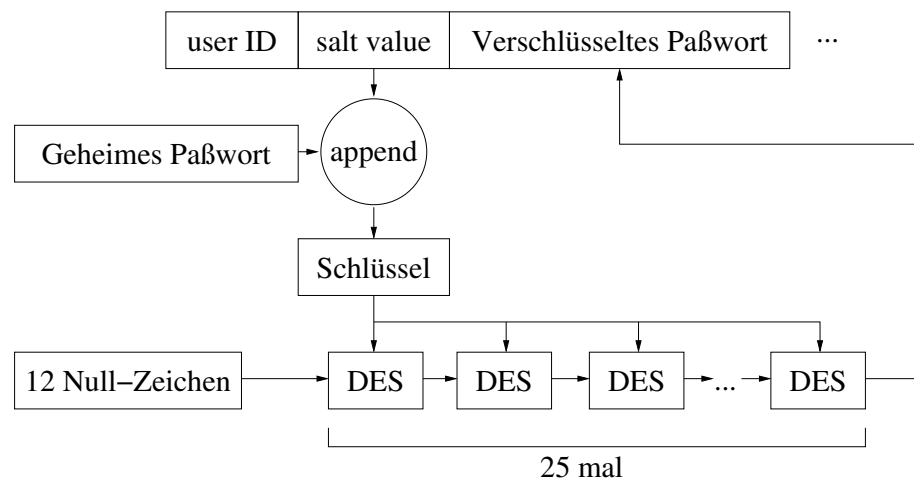 user ID salt value Verschlüsseltes Paßwort ...
Geheimes Paßwort append
Schlüssel
12 Null−Zeichen DES DES DES ... DES
25 mal